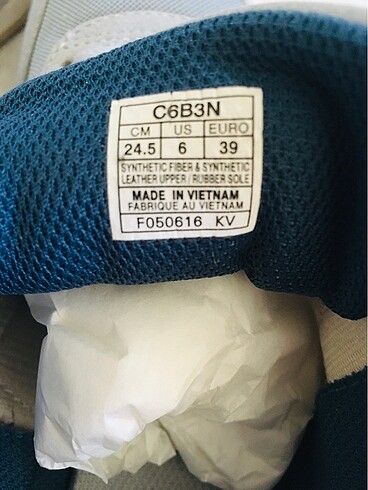 C6B3N
CM US EURO
24.5 6 39
SYNTHETIC FIBER & SYNTHETIC
LEATHER UPPER / RUBBER SOLE
MADE IN VIETNAM
FABRIQUE AU VIETNAM
F050616 KV